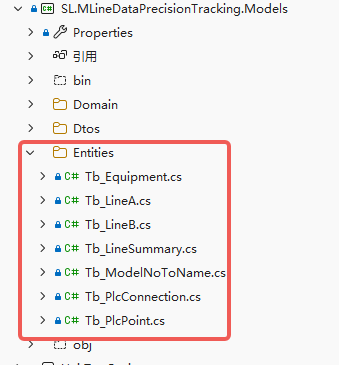 SL.MLineDataPrecisionTracking.Models
Properties
引用
bin
Domain
Dtos
Entities
C# Tb_Equipment.cs
C# Tb_LineA.cs
C# Tb_LineB.cs
C# Tb_LineSummary.cs
C# Tb_ModelNoToName.cs
C# Tb_PlcConnection.cs
C# Tb_PlcPoint.cs
obj